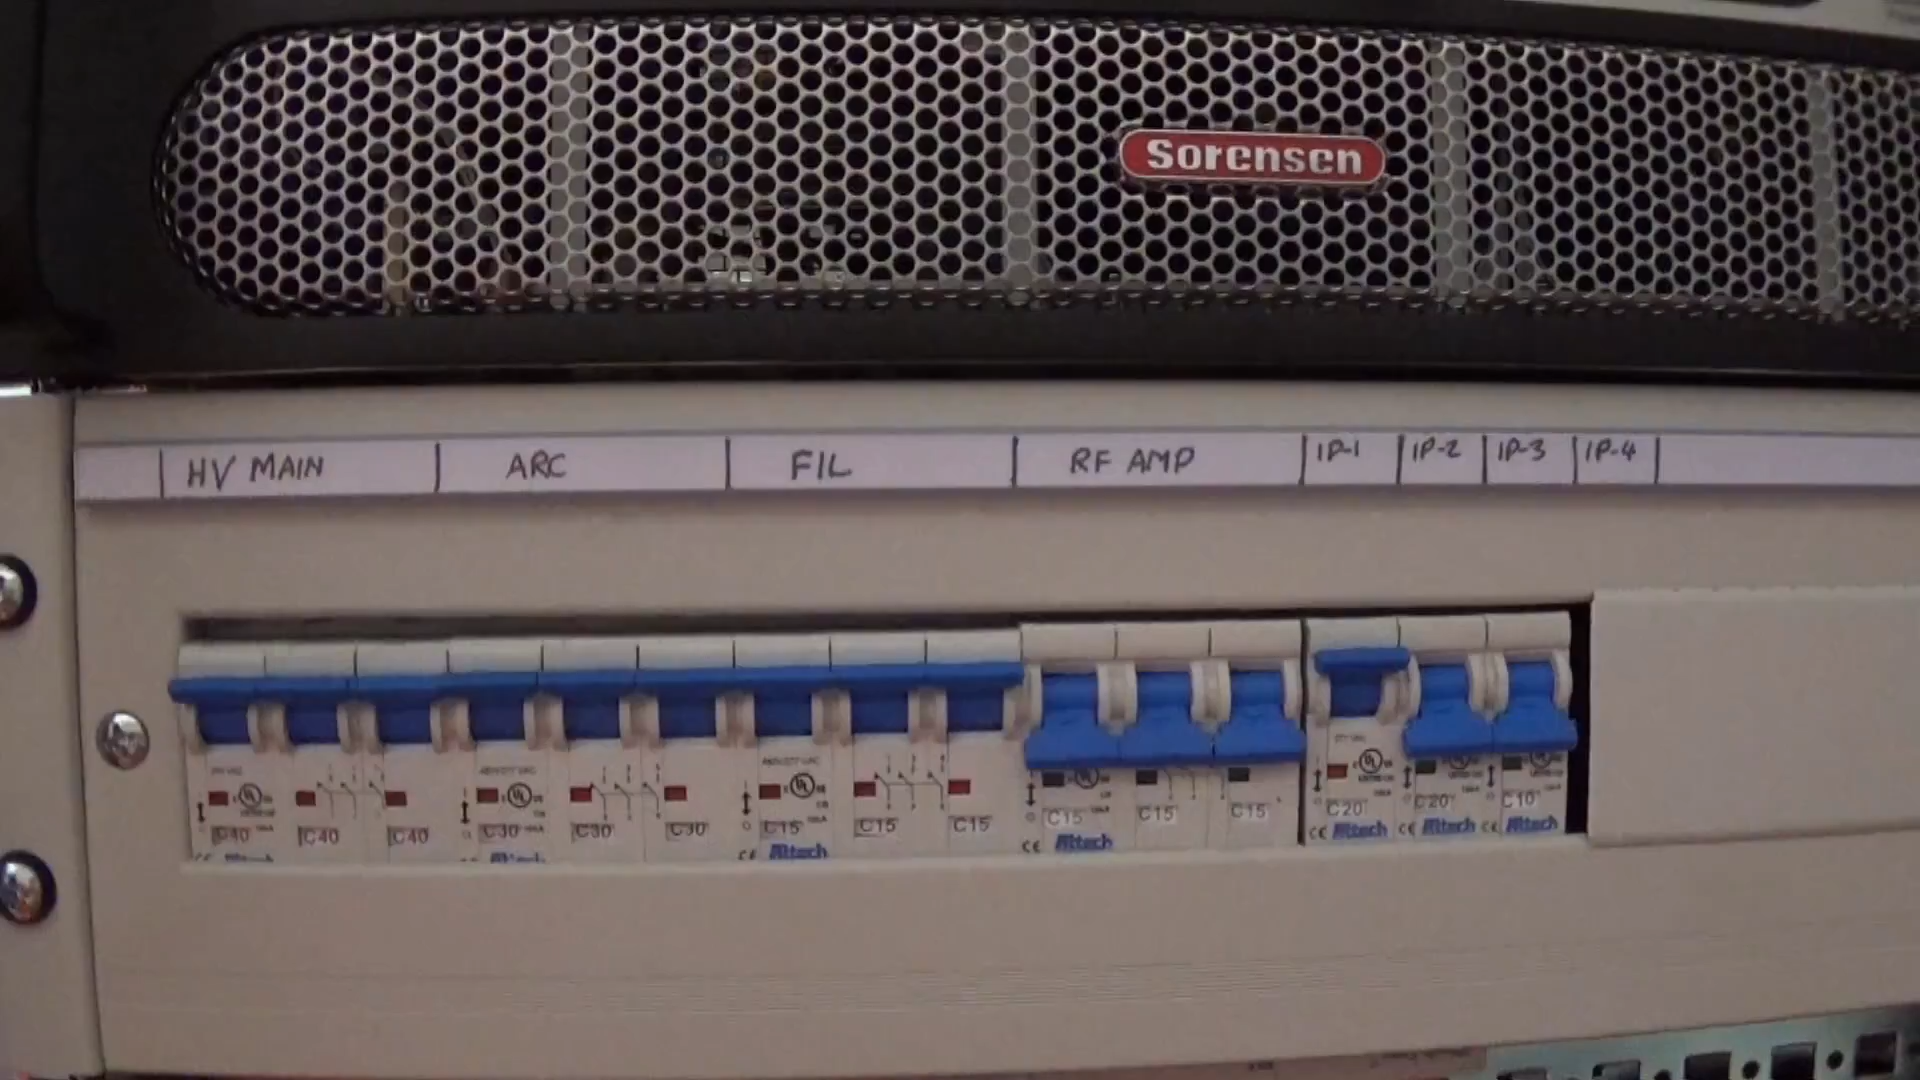 Sorensen
HV MAIN
ARC
FIL
RF AMP
IP-1
IP-2
IP-3
IP-4
C40
C40
C40
C30
C30
C30
C15
C15
C15
C15
C15
C15
C20
C20
C10
Altech
Altech
Altech
Altech
Altech